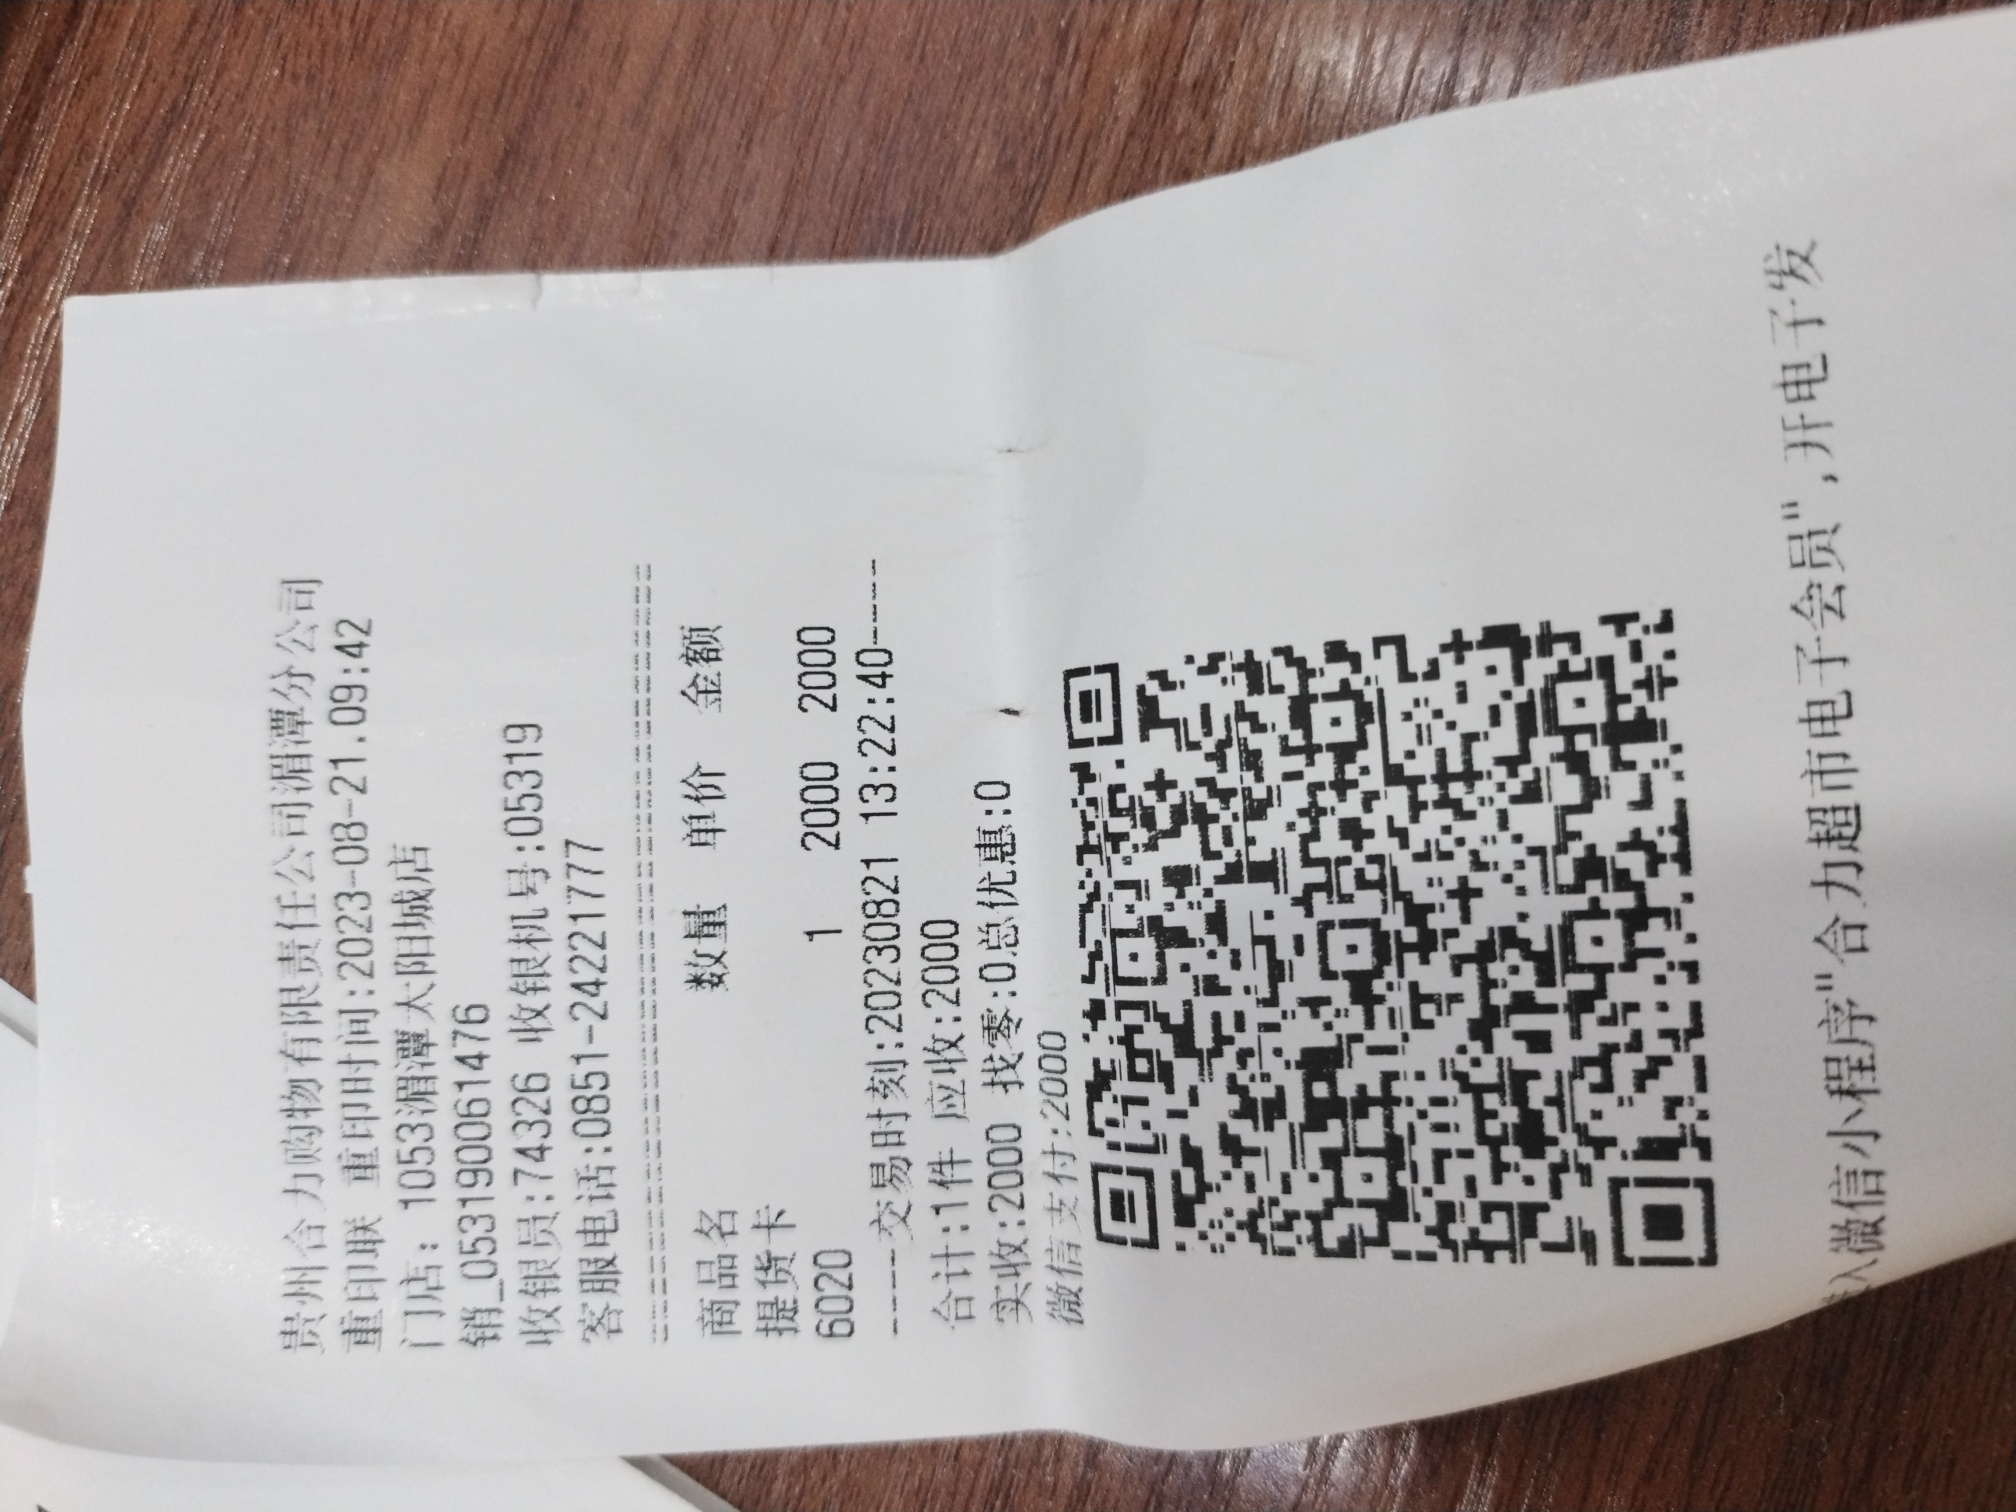 贵州合力购物有限责任公司湄潭分公司
重印联 重印时间:2023-08-21.09:42
门店: 1053湄潭太阳城店
销_053190061476
收银员:74326 收银机号:05319
客服电话:0851-24221777
商品名 数量 单价 金额
提货卡
6020 1 2000 2000
----交易时刻:20230821 13:22:40----
合计:1件 应收:2000
实收:2000 找零:0总优惠:0
微信支付:2000
入微信小程序"合力超市电子会员",开电子发